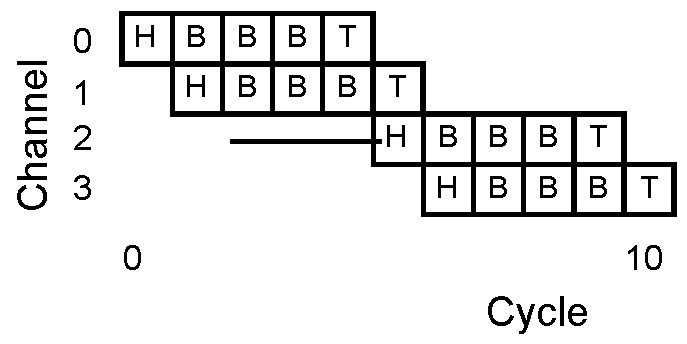 Channel
0 H B B B T
1 H B B B T
2 H B B B T
3 H B B B T
0 10
Cycle